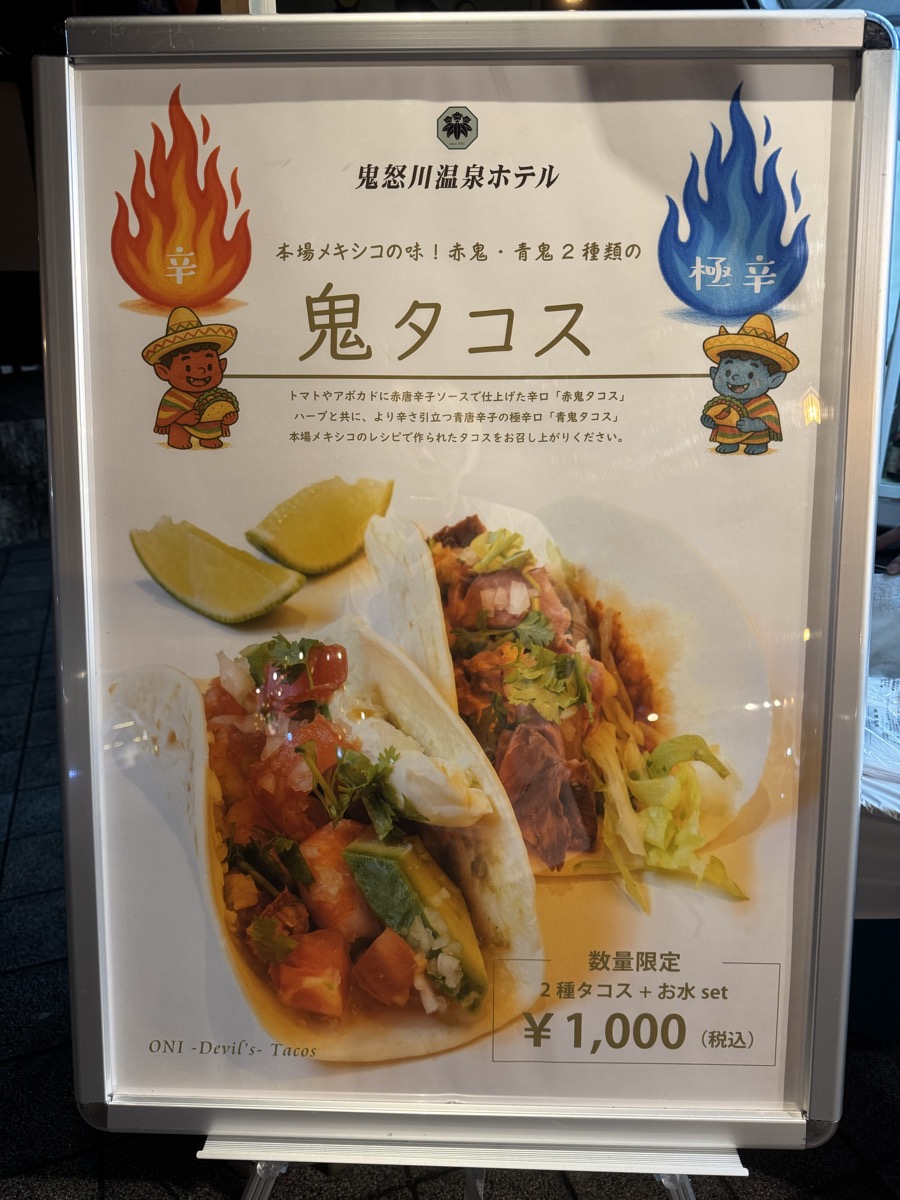 鬼怒川温泉ホテル
辛
極辛
本場メキシコの味！赤鬼・青鬼2種類の
鬼タコス
トマトやアボカドに赤唐辛子ソースで仕上げた辛口「赤鬼タコス」
ハーブと共に、より辛さ引立つ青唐辛子の極辛口「青鬼タコス」
本場メキシコのレシピで作られたタコスをお召し上がりください。
数量限定
2種タコス + お水 set
¥1,000（税込）
ONI -Devil's- Tacos